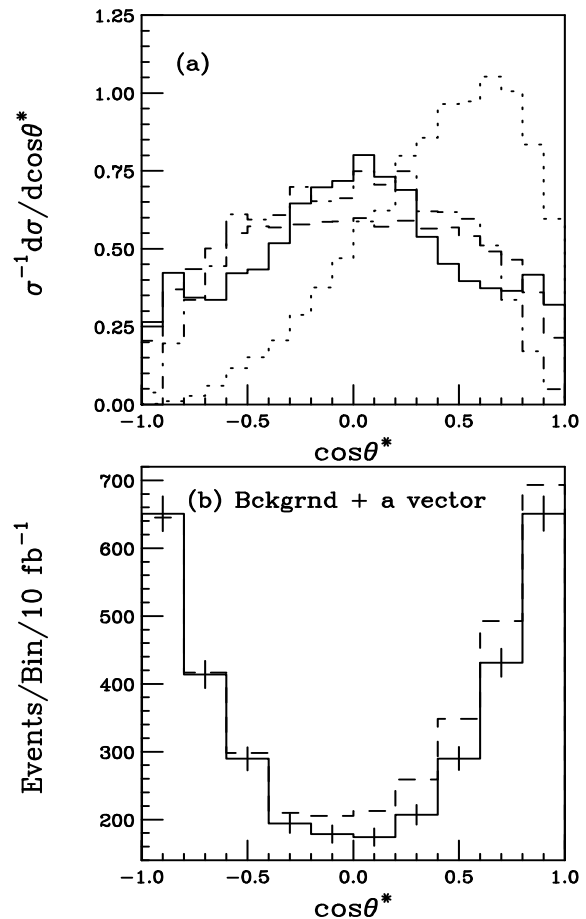 1.25
1.00
0.75
0.50
0.25
0.00
σ⁻¹dσ/dcosθ*
(a)
−1.0 −0.5 0.0 0.5 1.0
cosθ*
700
600
500
400
300
200
Events/Bin/10 fb⁻¹
(b) Bckgrnd + a vector
−1.0 −0.5 0.0 0.5 1.0
cosθ*